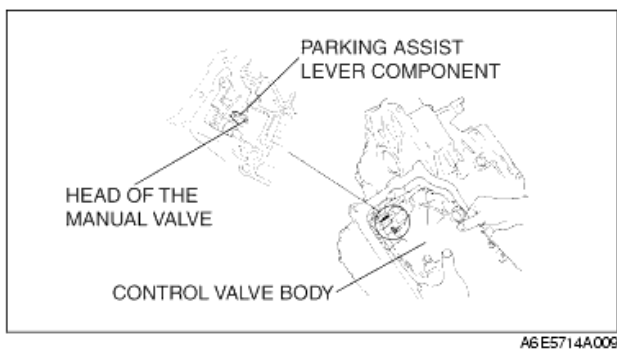 PARKING ASSIST
LEVER COMPONENT
HEAD OF THE
MANUAL VALVE
CONTROL VALVE BODY
A6E5714A009